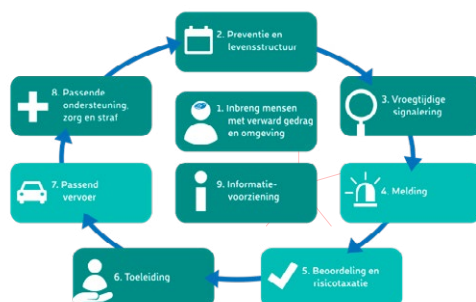 2. Preventie en
levensstructuur
8. Passende
ondersteuning,
zorg en straf
1. Inbreng mensen
met verward gedrag
en omgeving
3. Vroegtijdige
signalering
7. Passend
vervoer
9. Informatie-
voorziening
4. Melding
6. Toeleiding
5. Beoordeling en
risicotaxatie